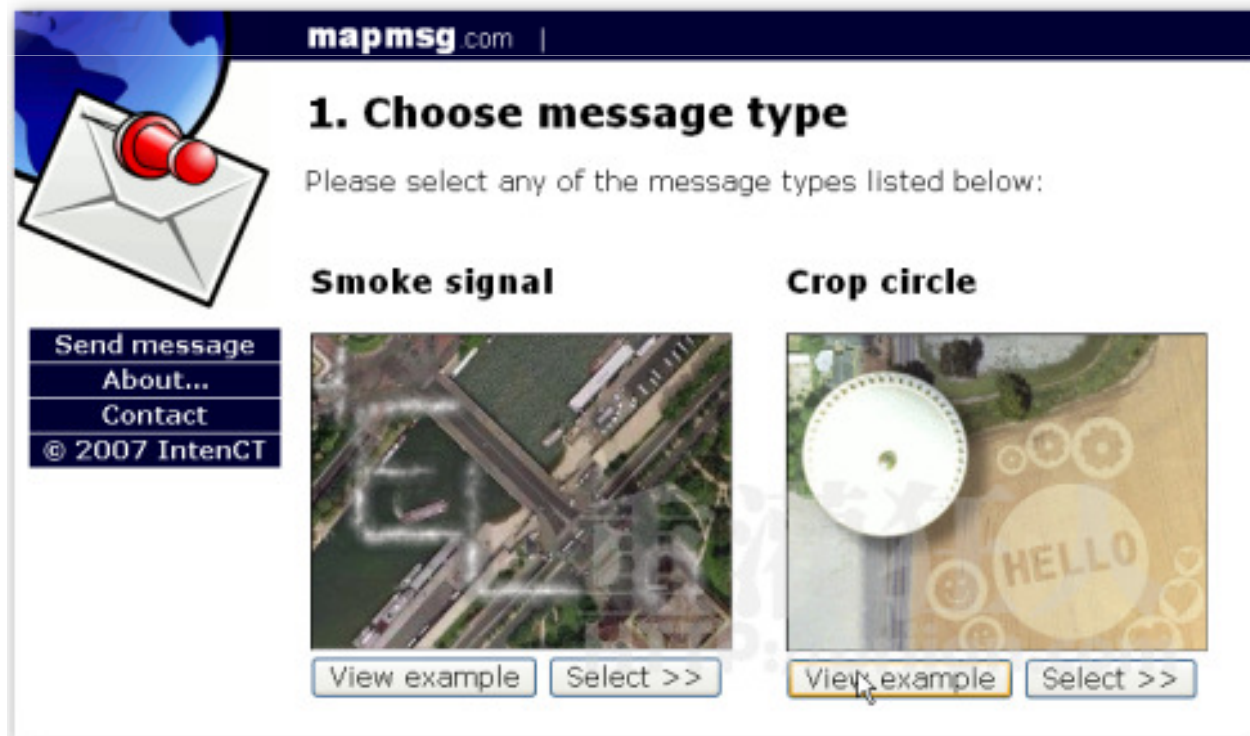 mapmsg.com |
1. Choose message type
Please select any of the message types listed below:
Smoke signal
Crop circle
Send message
About...
Contact
© 2007 IntenCT
HELLO
View example
Select >>
View example
Select >>